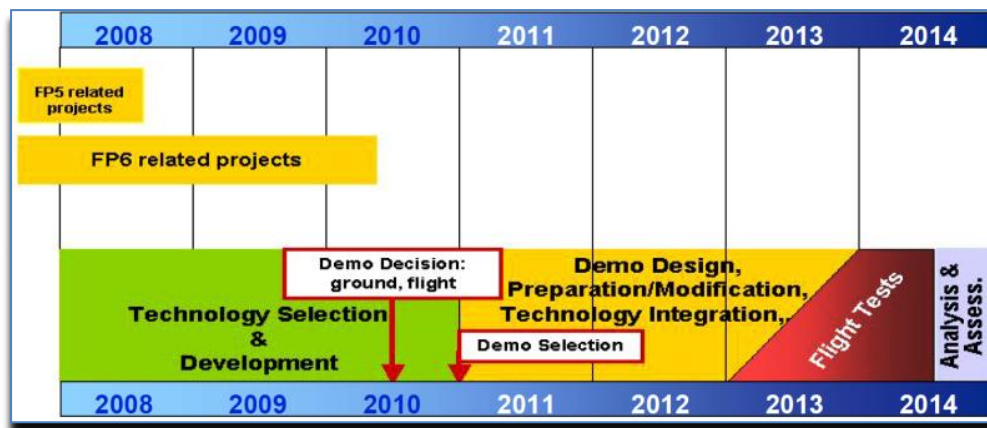 2008 2009 2010 2011 2012 2013 2014
FP5 related
projects
FP6 related projects
Demo Decision:
ground, flight
Technology Selection
&
Development
Demo Design,
Preparation/Modification,
Technology Integration,..
Demo Selection
Flight Tests
Analysis &
Assess.
2008 2009 2010 2011 2012 2013 2014